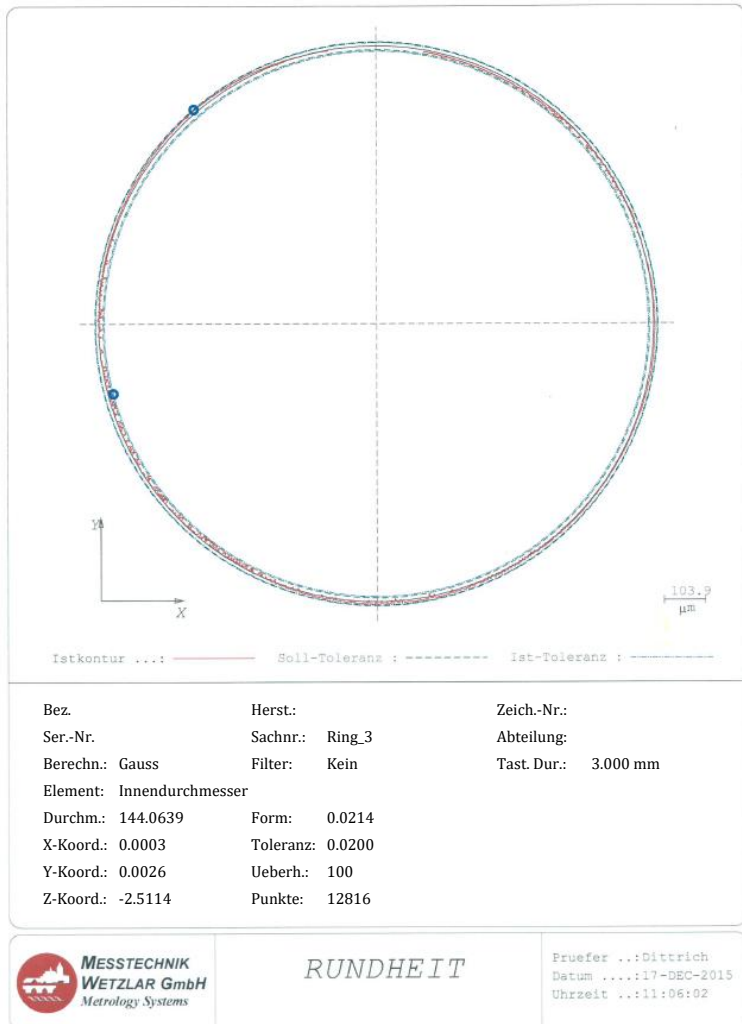 Y
X
103.9
µm
Istkontur ...: Soll-Toleranz : Ist-Toleranz :
Bez. Herst.: Zeich.-Nr.:
Ser.-Nr. Sachnr.: Ring_3 Abteilung:
Berechn.: Gauss Filter: Kein Tast. Dur.: 3.000 mm
Element: Innendurchmesser
Durchm.: 144.0639 Form: 0.0214
X-Koord.: 0.0003 Toleranz: 0.0200
Y-Koord.: 0.0026 Ueberh.: 100
Z-Koord.: -2.5114 Punkte: 12816
MESSTECHNIK
WETZLAR GmbH
Metrology Systems
RUNDHEIT
Pruefer ..:Dittrich
Datum ....:17-DEC-2015
Uhrzeit ..:11:06:02